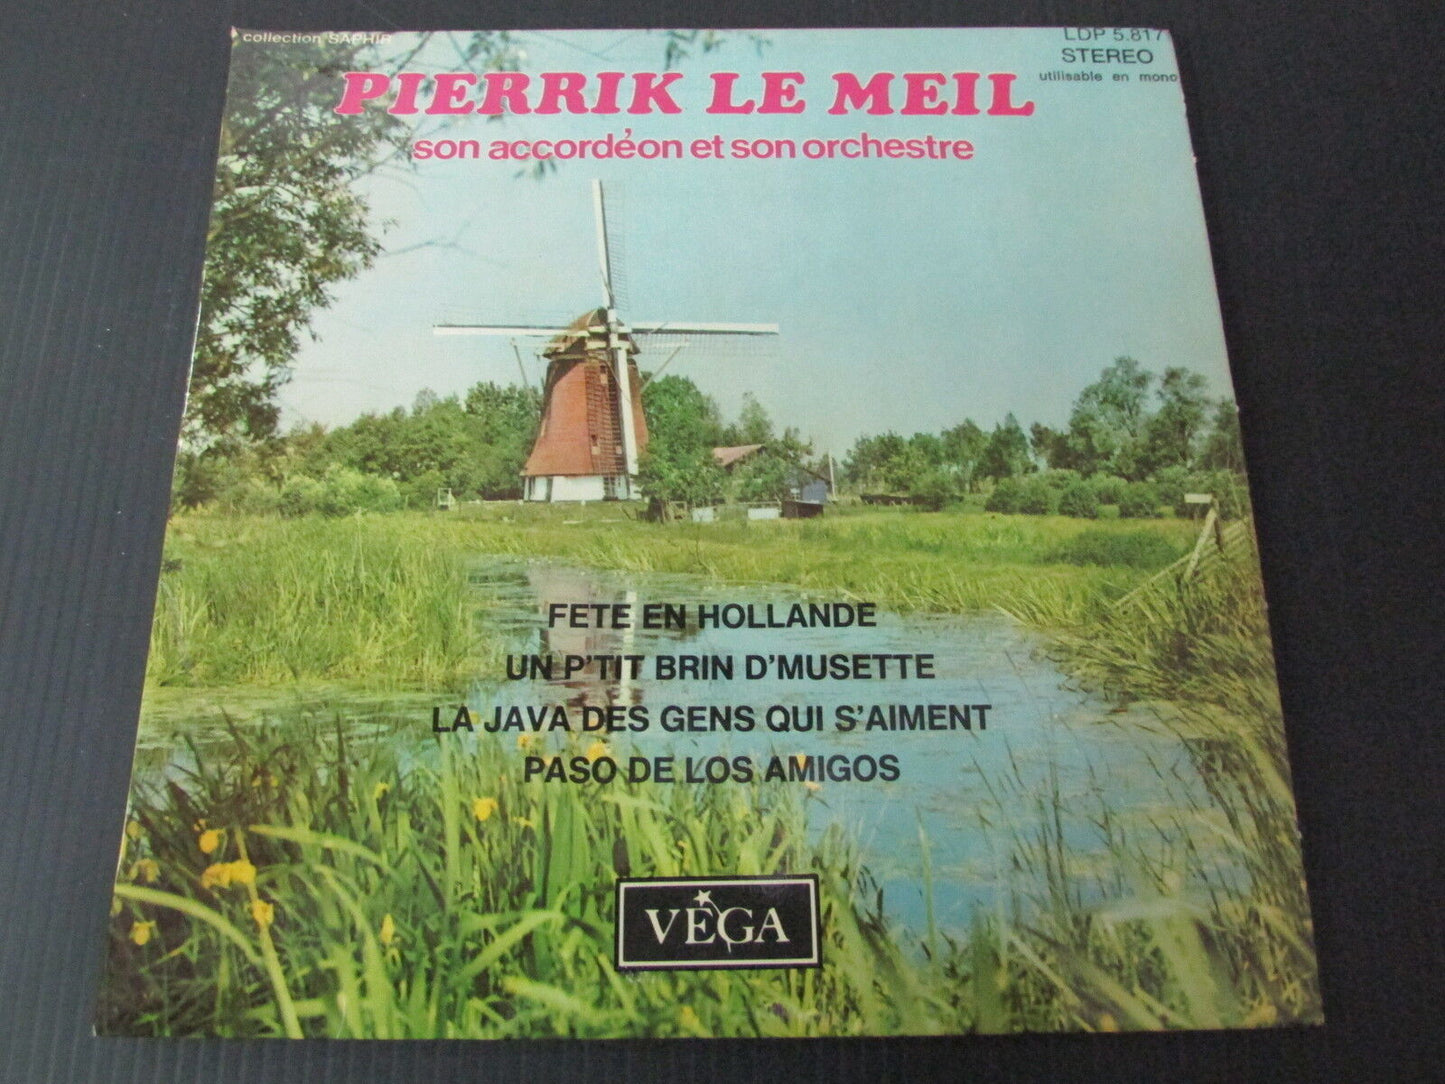 collection SAPHIR
LDP 5.817
STEREO
utilisable en mono
PIERRIK LE MEIL
son accordéon et son orchestre
FETE EN HOLLANDE
UN P'TIT BRIN D'MUSETTE
LA JAVA DES GENS QUI S'AIMENT
PASO DE LOS AMIGOS
VÉGA